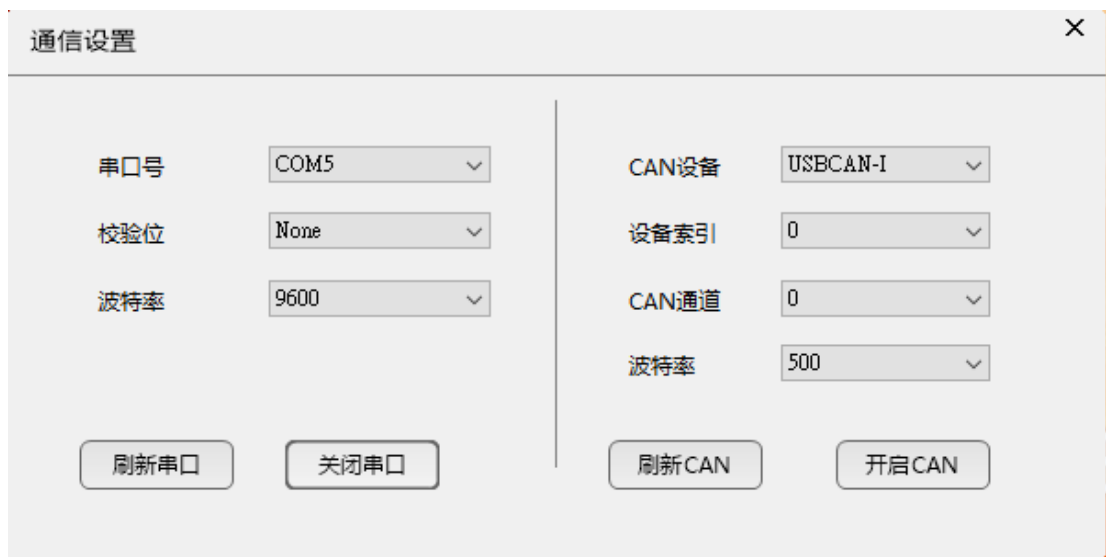 通信设置
×
串口号 COM5
校验位 None
波特率 9600
刷新串口 关闭串口
CAN设备 USBCAN-I
设备索引 0
CAN通道 0
波特率 500
刷新CAN 开启CAN